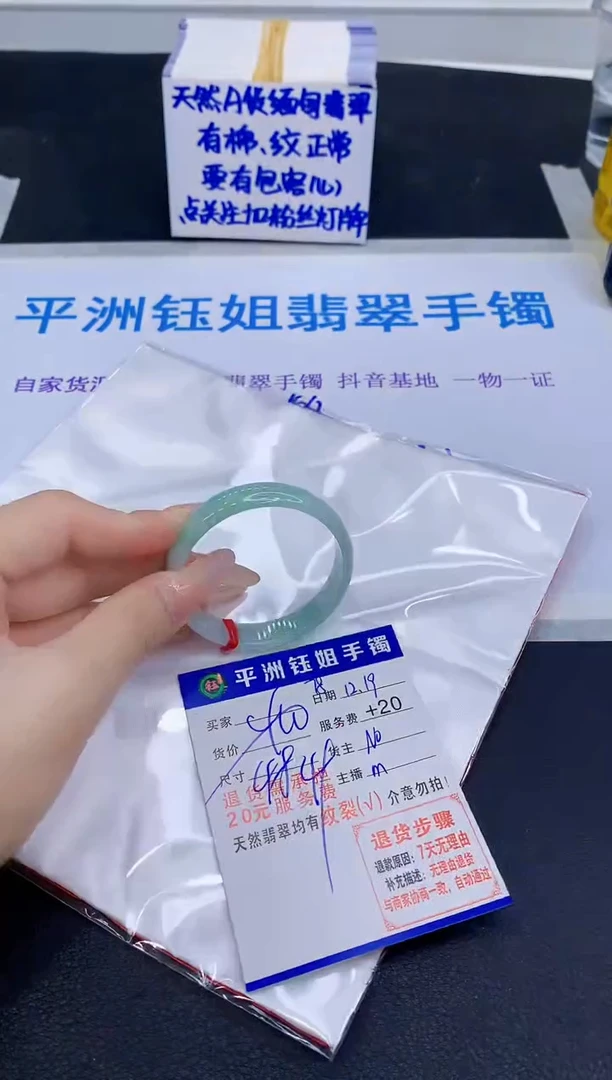 天然A货缅甸翡翠
有棉、纹正常
要有包容(心)
点关注加粉丝灯牌
平洲钰姐翡翠手镯
自家货源 翡翠手镯 抖音基地 一物一证
平洲钰姐手镯
买家 日期 12.19
货价 服务费 +20
尺寸 货主 No
主播 m
退货需承担
20元服务费
天然翡翠均有纹裂(√) 介意勿拍!
退货步骤
退款原因:7天无理由
补充描述:无理由退货
与商家协商一致,自动通过